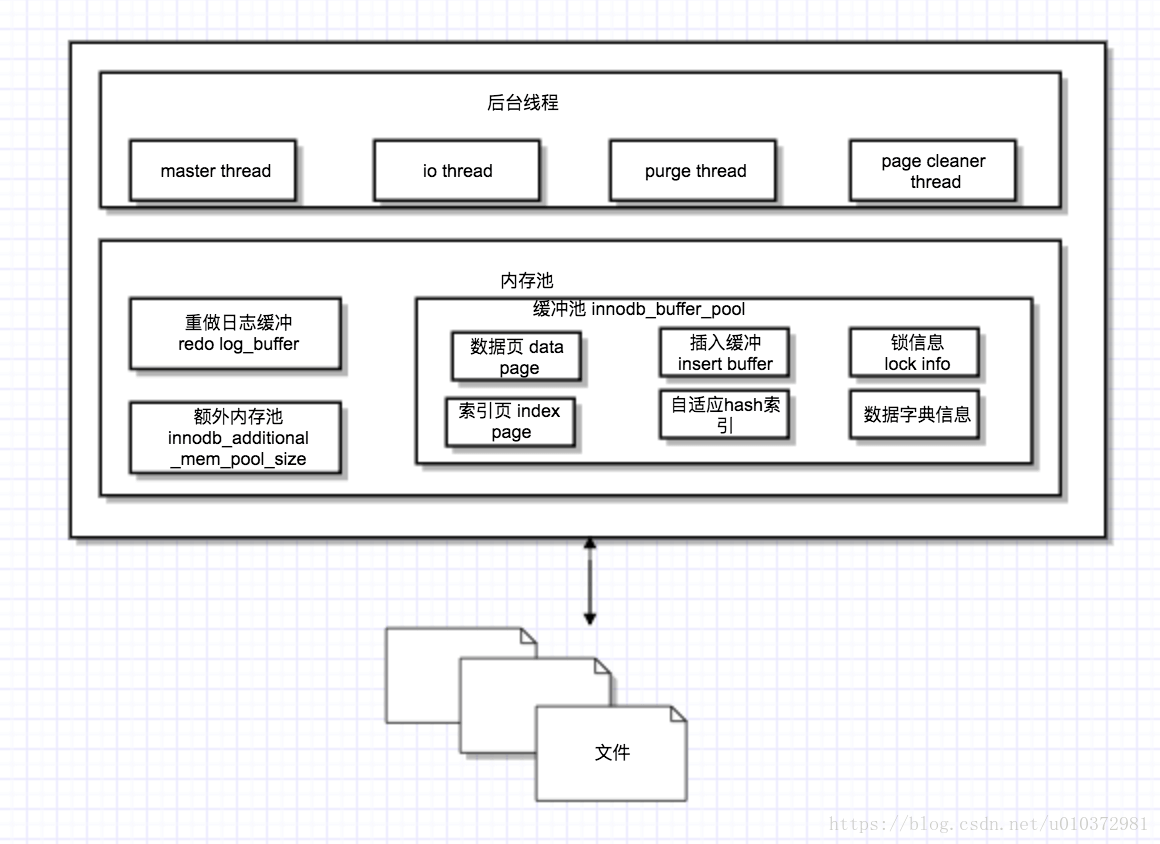 后台线程
master thread
io thread
purge thread
page cleaner
thread
内存池
重做日志缓冲
redo log_buffer
额外内存池
innodb_additional
_mem_pool_size
缓冲池 innodb_buffer_pool
数据页 data
page
插入缓冲
insert buffer
锁信息
lock info
索引页 index
page
自适应hash索
引
数据字典信息
文件
https://blog.csdn.net/u010372981